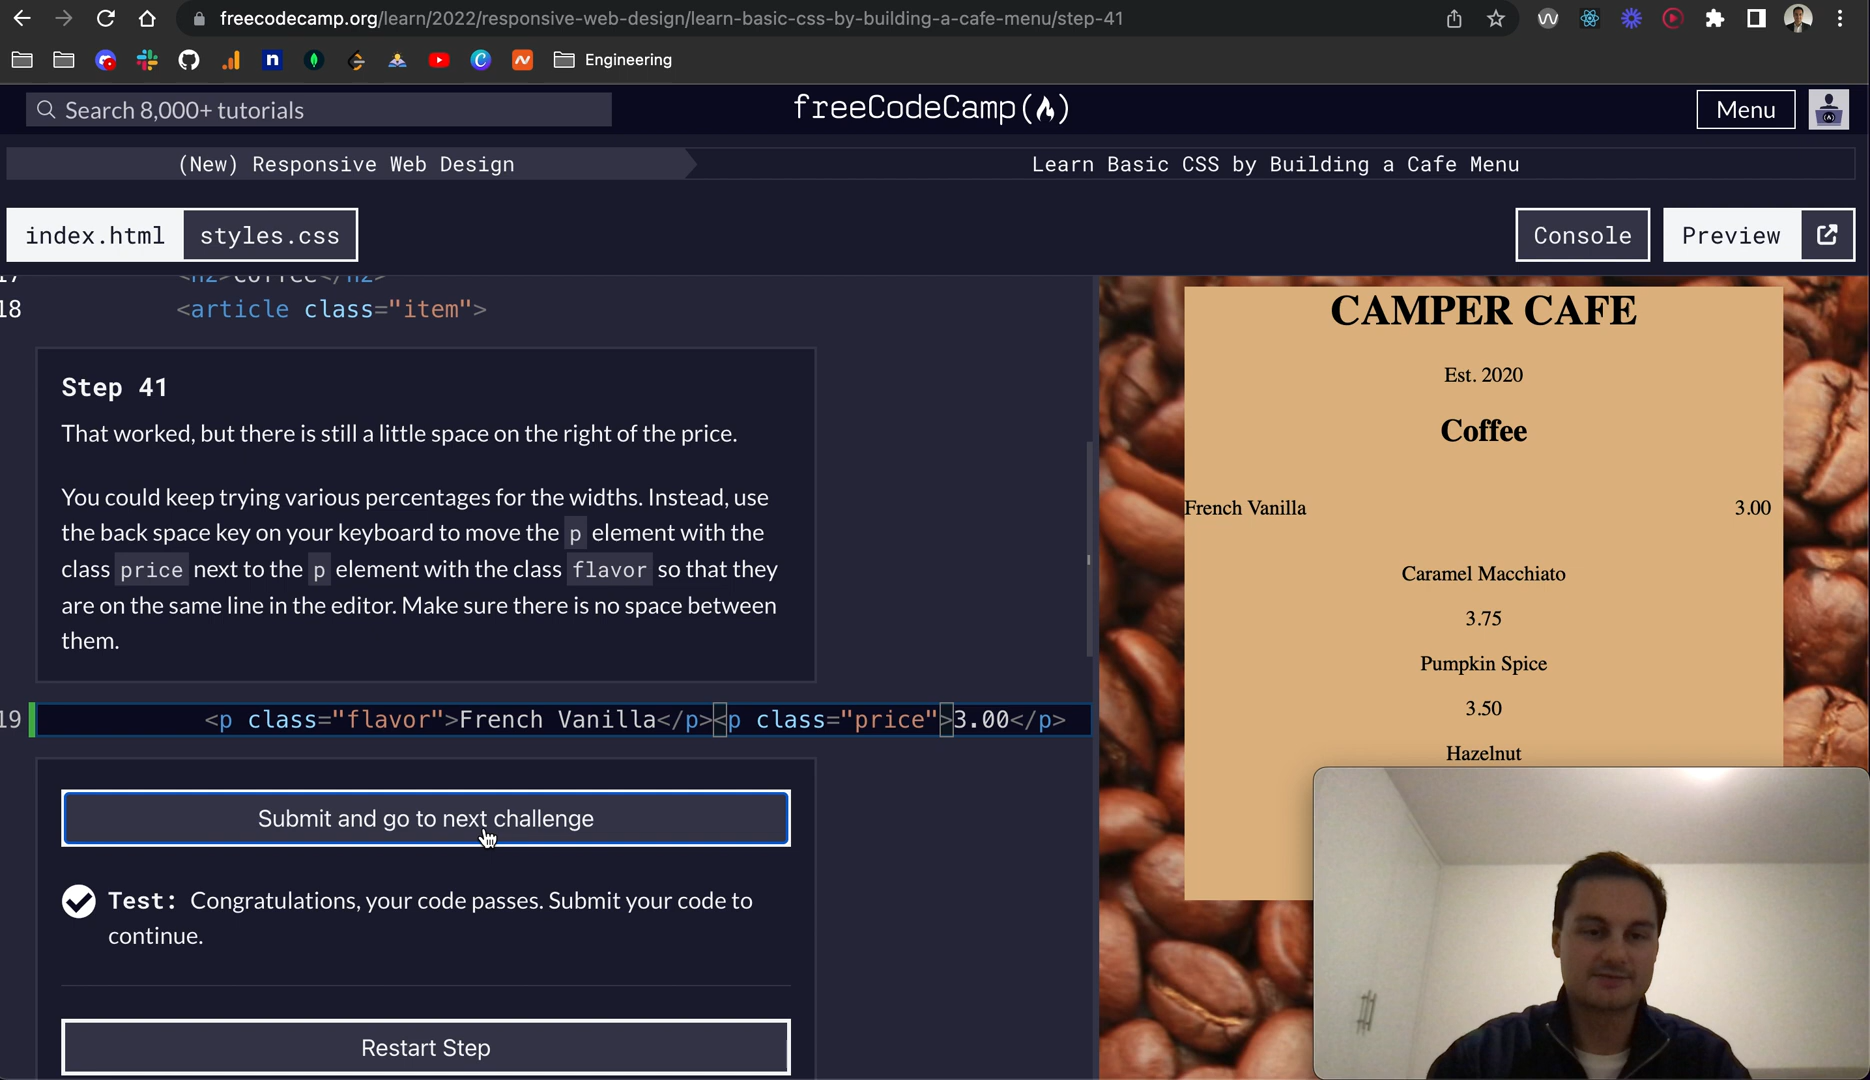 freecodecamp.org/learn/2022/responsive-web-design/learn-basic-css-by-building-a-cafe-menu/step-41
Engineering
Search 8,000+ tutorials
freeCodeCamp(🔥)
Menu
(New) Responsive Web Design
Learn Basic CSS by Building a Cafe Menu
index.html
styles.css
Console
Preview
17 <h2>Coffee</h2>
18 <article class="item">
Step 41
That worked, but there is still a little space on the right of the price.
You could keep trying various percentages for the widths. Instead, use
the back space key on your keyboard to move the p element with the
class price next to the p element with the class flavor so that they
are on the same line in the editor. Make sure there is no space between
them.
19 <p class="flavor">French Vanilla</p><p class="price">3.00</p>
Submit and go to next challenge
Test: Congratulations, your code passes. Submit your code to
continue.
Restart Step
CAMPER CAFE
Est. 2020
Coffee
French Vanilla 3.00
Caramel Macchiato
3.75
Pumpkin Spice
3.50
Hazelnut